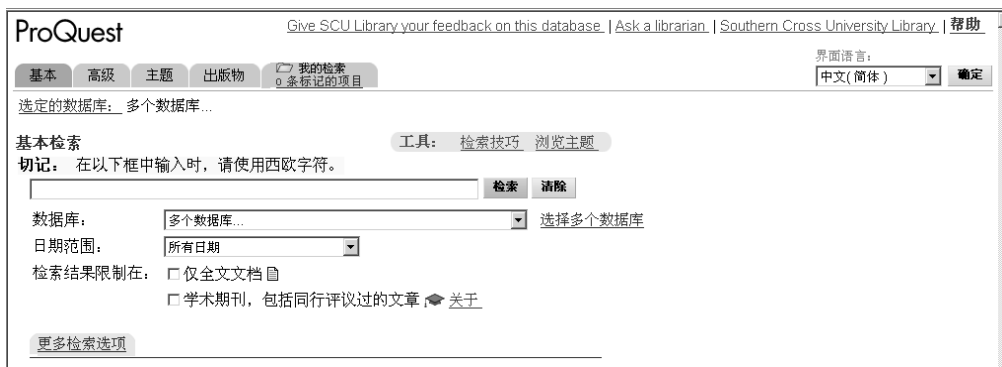 ProQuest
Give SCU Library your feedback on this database | Ask a librarian | Southern Cross University Library | 帮助
界面语言：
基本 高级 主题 出版物 我的检索
0 条标记的项目
中文(简体) 确定
选定的数据库： 多个数据库...
基本检索 工具： 检索技巧 浏览主题
切记： 在以下框中输入时，请使用西欧字符。
检索 清除
数据库： 多个数据库... 选择多个数据库
日期范围： 所有日期
检索结果限制在： 仅全文文档
学术期刊，包括同行评议过的文章 关于
更多检索选项